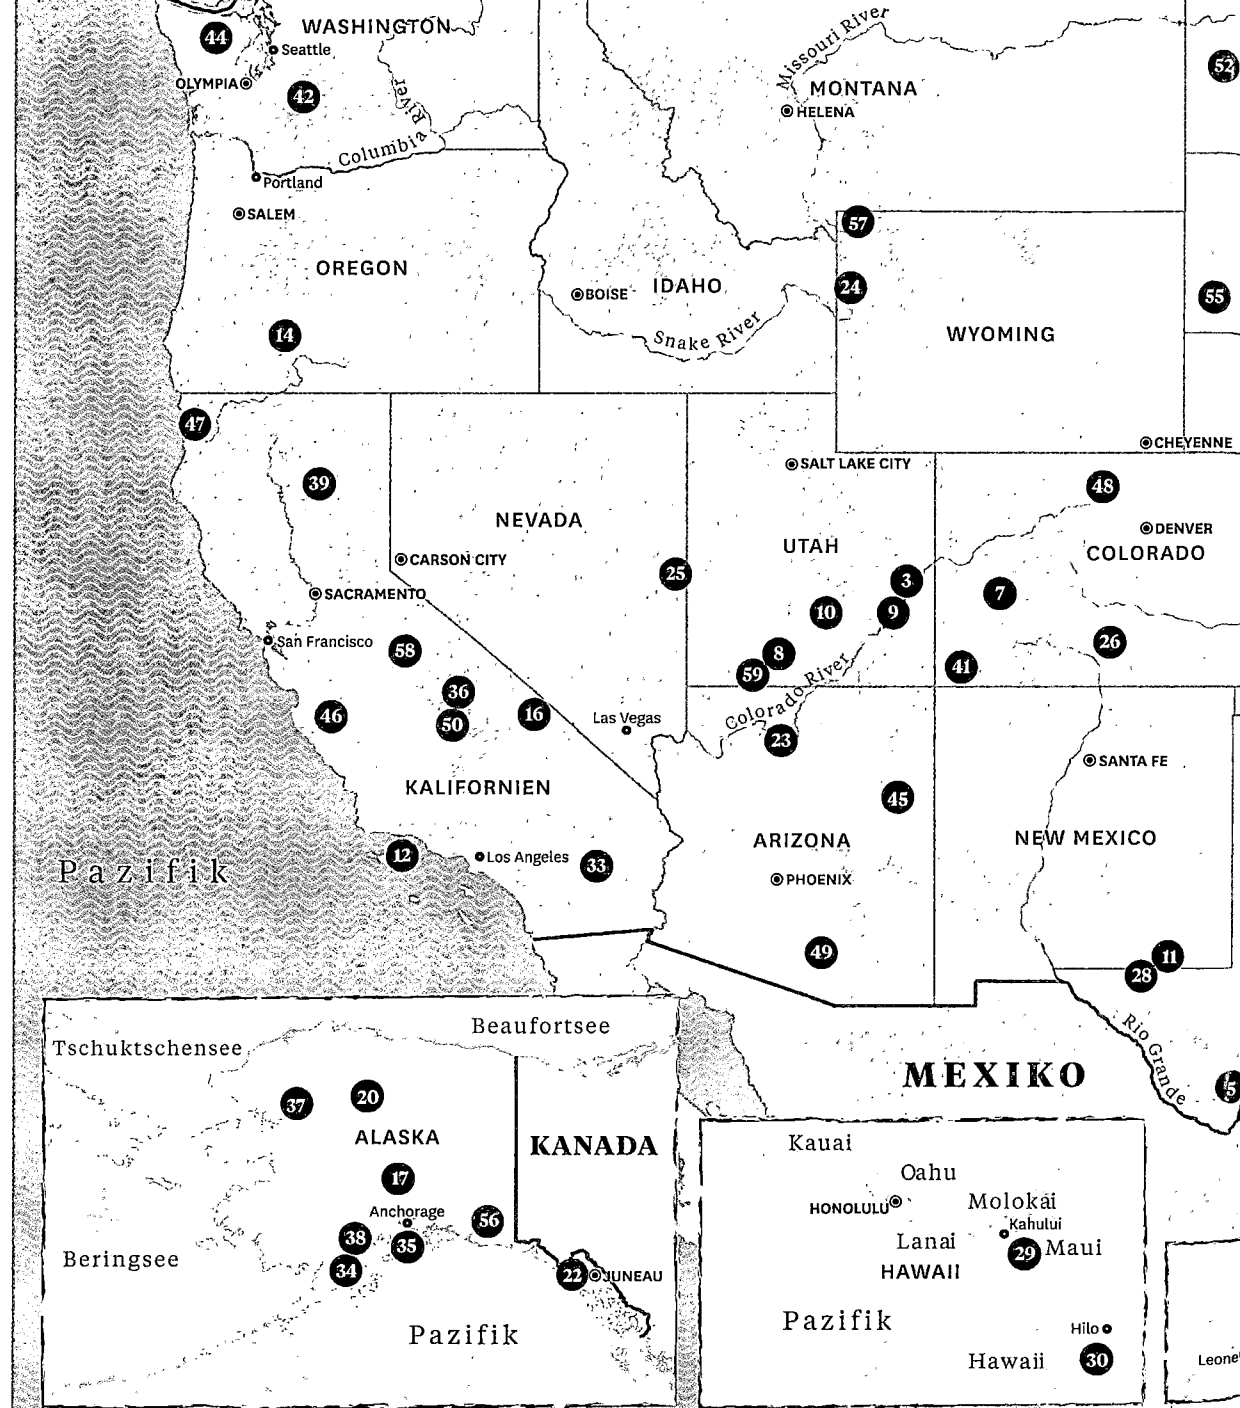 WASHINGTON
44
Seattle
OLYMPIA
42
Columbia River
Missouri River
MONTANA
HELENA
52
Portland
SALEM
OREGON
57
BOISE
IDAHO
24
55
Snake River
WYOMING
14
47
CHEYENNE
SALT LAKE CITY
39
48
NEVADA
UTAH
DENVER
COLORADO
CARSON CITY
25
3
7
SACRAMENTO
10
9
San Francisco
58
8
26
59
41
36
Colorado River
46
50
16
Las Vegas
23
SANTA FE
KALIFORNIEN
45
ARIZONA
NEW MEXICO
12
Los Angeles
33
Pazifik
PHOENIX
49
11
28
Rio Grande
MEXIKO
5
Beaufortsee
Tschuktschensee
37
20
ALASKA
KANADA
17
Anchorage
56
38
35
Beringsee
34
22
JUNEAU
Pazifik
Kauai
Oahu
HONOLULU
Molokai
Kahului
Lanai
29
Maui
HAWAII
Pazifik
Hilo
Hawaii
30
Leone